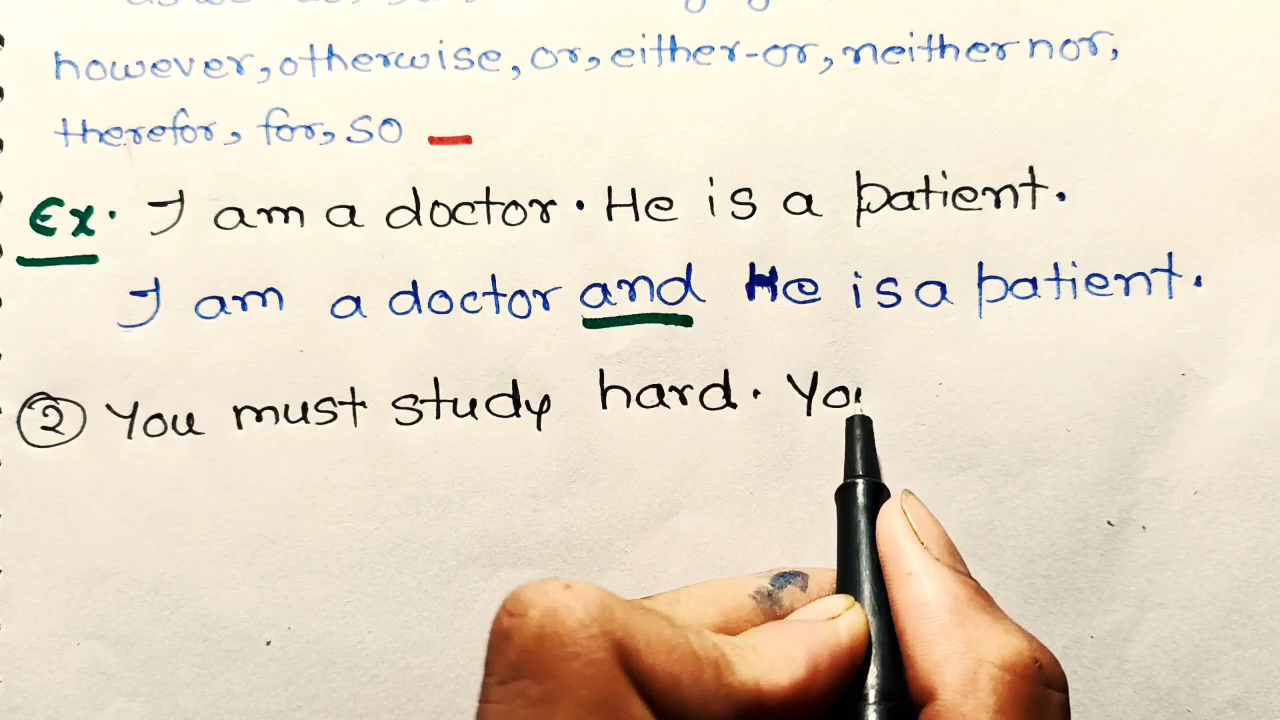 however, otherwise, or, either-or, neither nor,
therefor, for, so —
Ex. I am a doctor. He is a patient.
I am a doctor and He is a patient.
② You must study hard. You